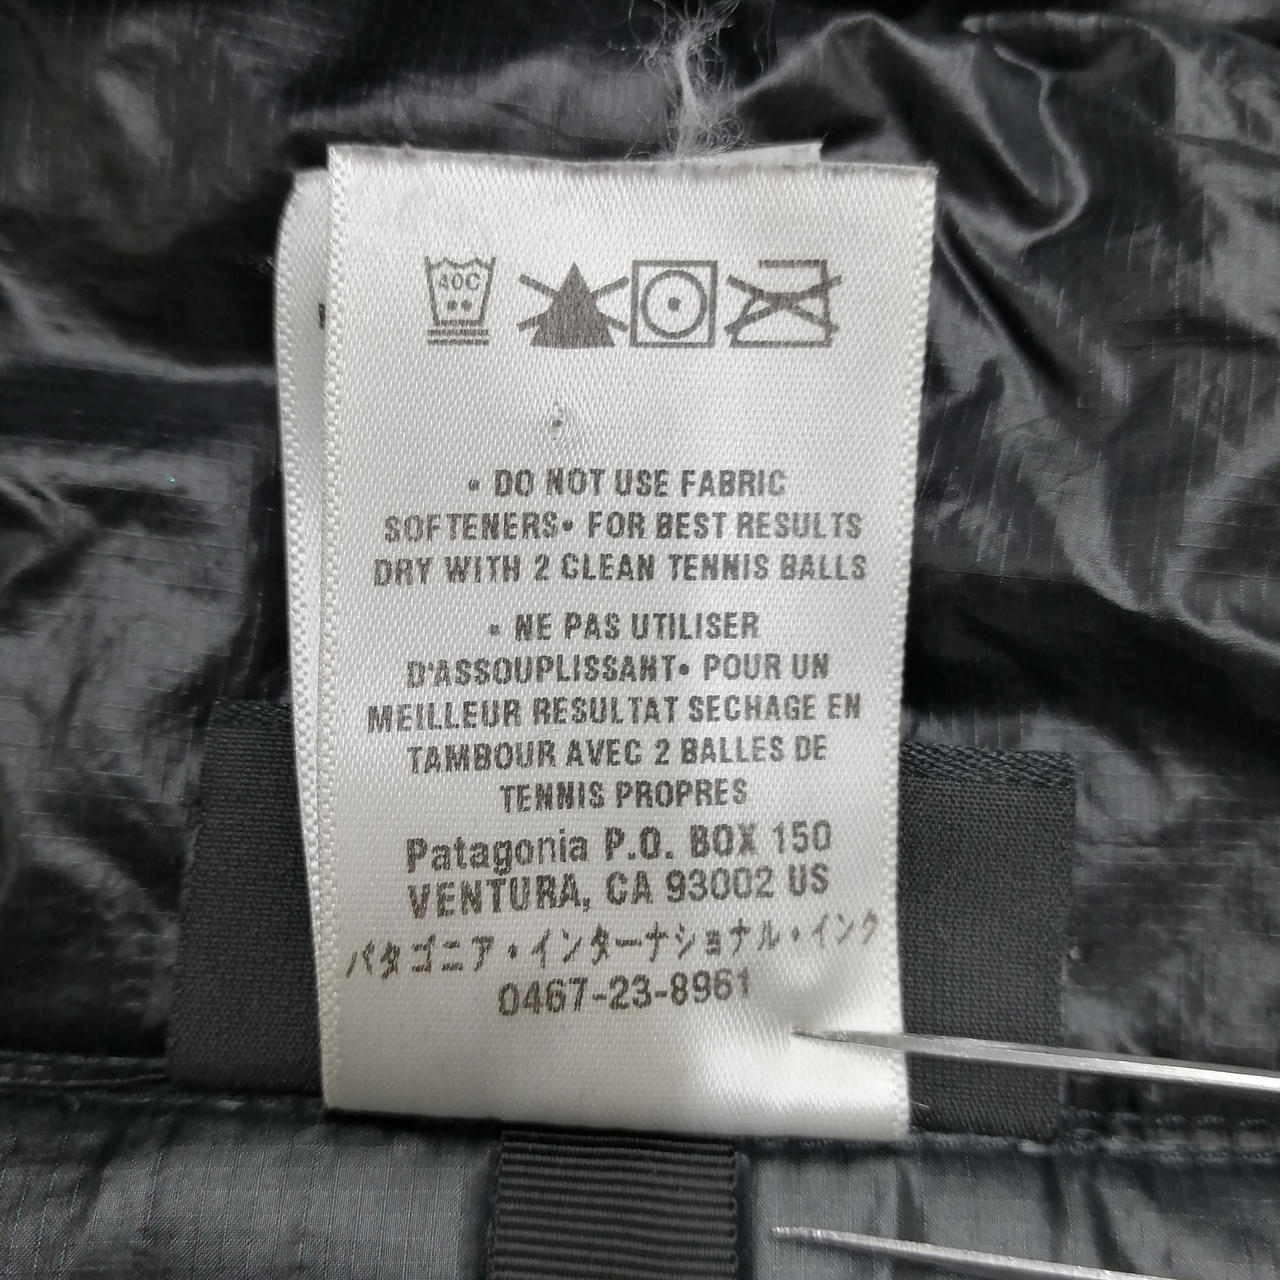 40C
• DO NOT USE FABRIC
SOFTENERS• FOR BEST RESULTS
DRY WITH 2 CLEAN TENNIS BALLS
• NE PAS UTILISER
D'ASSOUPLISSANT• POUR UN
MEILLEUR RESULTAT SECHAGE EN
TAMBOUR AVEC 2 BALLES DE
TENNIS PROPRES
Patagonia P.O. BOX 150
VENTURA, CA 93002 US
パタゴニア・インターナショナル・インク
0467-23-8961